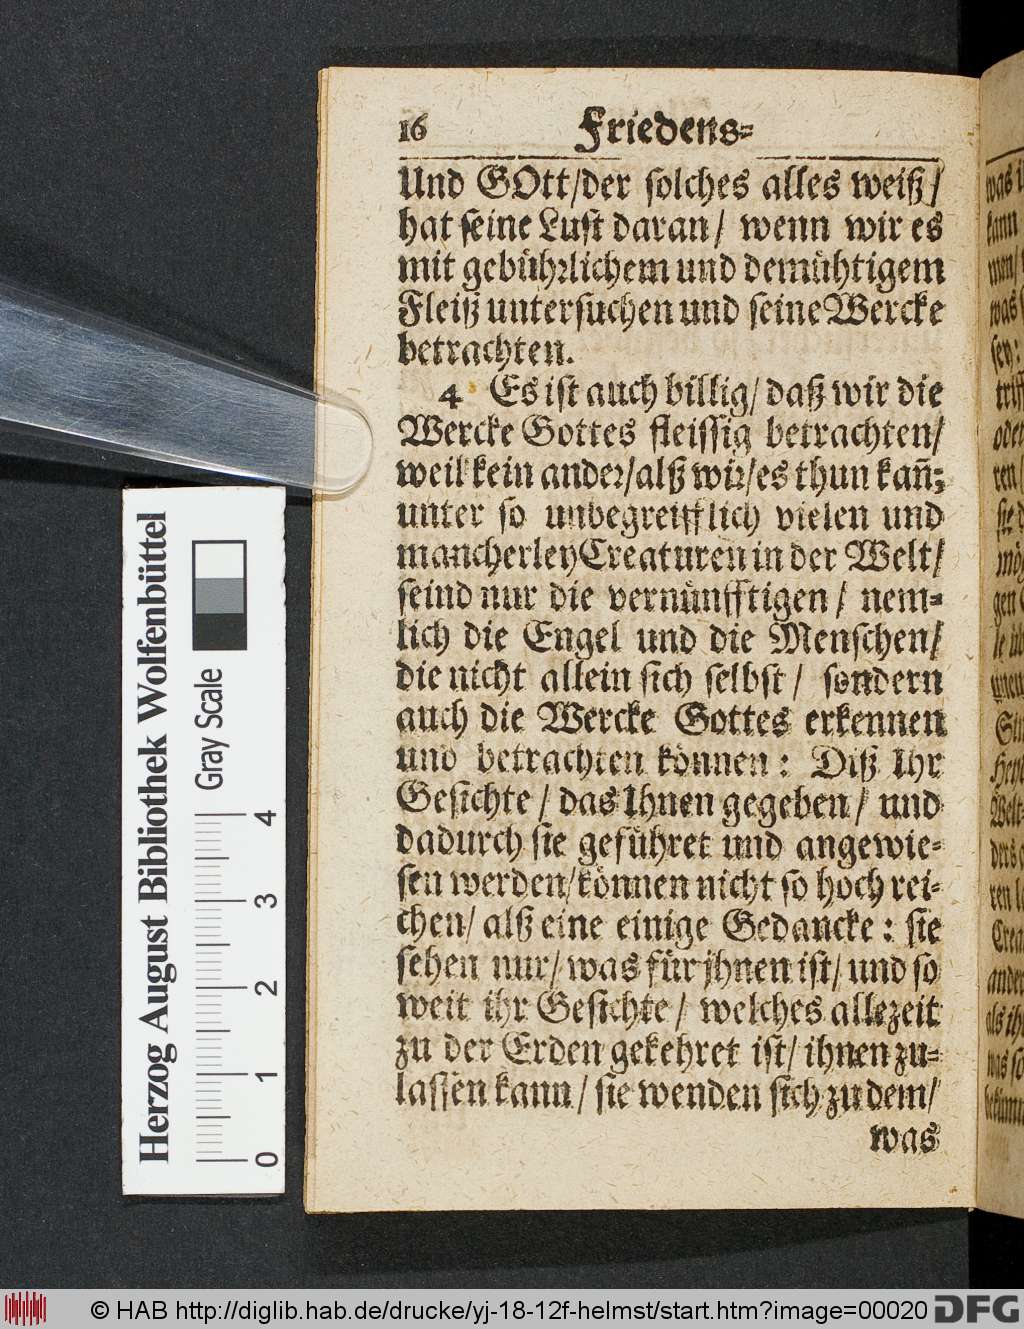 16 Friedens-
Und GOtt/der solches alles weiß/
hat seine Lust daran/ wenn wir es
mit gebührlichem und demühtigem
Fleiß untersuchen und seine Wercke
betrachten.
4 Es ist auch billig/ daß wir die
Wercke Gottes fleissig betrachten/
weil kein ander/alß wir/es thun kan̄;
unter so unbegreifflich vielen und
mancherley Creaturen in der Welt/
seind nur die vernünfftigen/ nem-
lich die Engel und die Menschen/
die nicht allein sich selbst/ sondern
auch die Wercke Gottes erkennen
und betrachten können: Diß Ihr
Gesichte/ das Ihnen gegeben/ und
dadurch sie geführet und angewie-
sen werden/können nicht so hoch rei-
chen/ alß eine einige Gedancke: sie
sehen nur/ was für jhnen ist/ und so
weit ihr Gesichte/ welches allezeit
zu der Erden gekehret ist/ ihnen zu-
lassen kann/ sie wenden sich zu dem/
was
Herzog August Bibliothek Wolfenbüttel
Gray Scale
0 1 2 3 4
© HAB http://diglib.hab.de/drucke/yj-18-12f-helmst/start.htm?image=00020 DFG